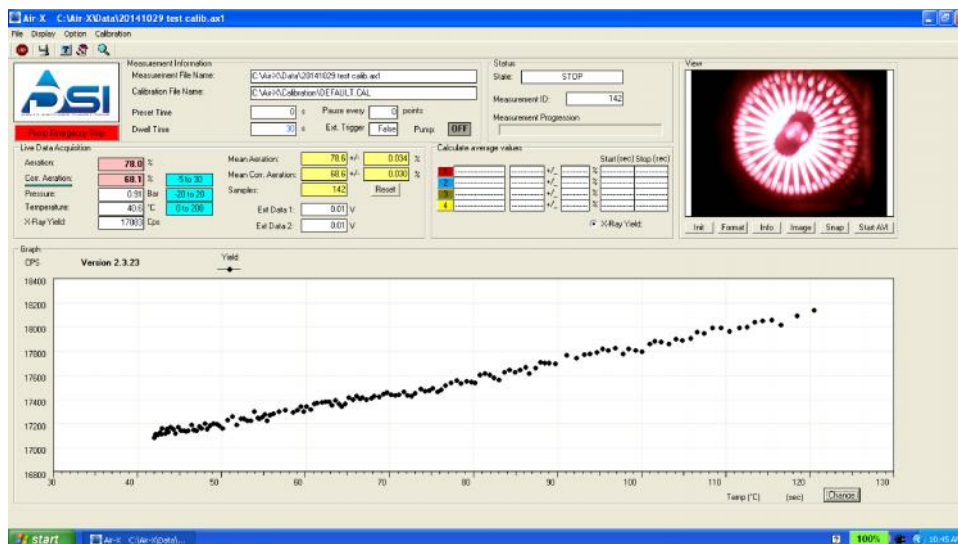 Air-X C:\Air-X\Data\20141029 test calib.ax1
File Display Option Calibration
Measurement Information
Measurement File Name: C:\Air-X\Data\20141029 test calib.ax1
Calibration File Name: C:\Air-X\Calibration\DEFAULT.CAL
Preset Time 0 s Pause every 0 points
Dwell Time 30 s Ext. Trigger False Pump: OFF
PSI
Pump Emergency Stop
Status
State: STOP
Measurement ID: 142
Measurement Progression
View
Init Format Info Image Snap Start AVI
Live Data Acquisition
Aeration: 78.0 %
Corr. Aeration: 68.1 % -5 to 30
Pressure: 0.91 Bar -20 to 20
Temperature: 40.6 °C 0 to 200
X-Ray Yield: 17083 Cps
Mean Aeration: 78.6 +/- 0.034 %
Mean Corr. Aeration: 68.6 +/- 0.030 %
Samples: 142 Reset
Ext Data 1: 0.01 V
Ext Data 2: 0.01 V
Calculate average values
Start (sec) Stop (sec)
1 +/- %
2 +/- %
3 +/- %
4 +/- %
X-Ray Yield:
Graph
CPS Version 2.3.23 Yield
18400
18200
18000
17800
17600
17400
17200
17000
16800
30 40 50 60 70 80 90 100 110 120 130
Temp (°C) (sec) Change
start Air-X C:\Air-X\Data\... 100% 10:45 AM